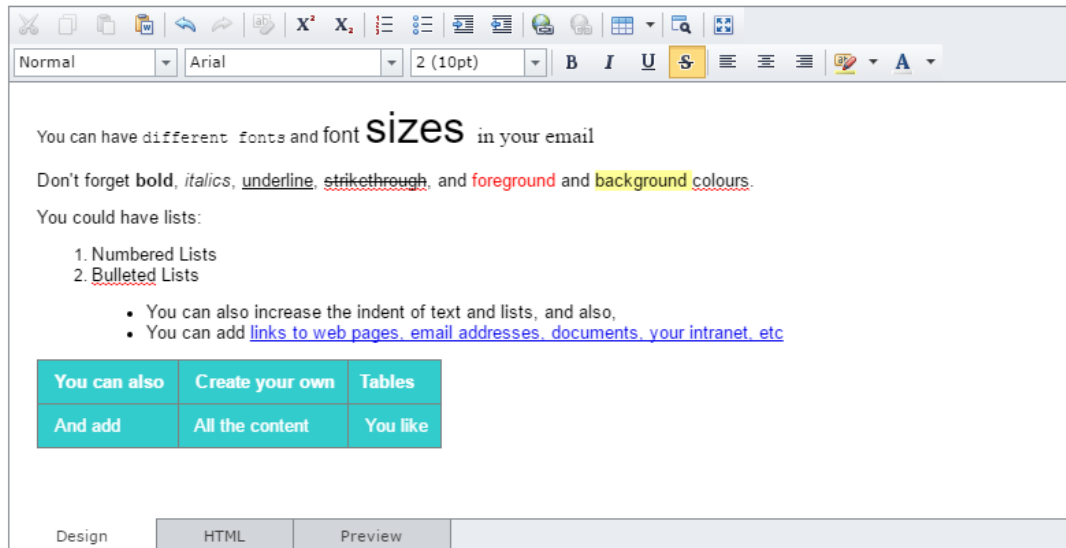 Normal Arial 2 (10pt) B I U S A
You can have different fonts and font sizes in your email
Don't forget bold, italics, underline, strikethrough, and foreground and background colours.
You could have lists:
1. Numbered Lists
2. Bulleted Lists
• You can also increase the indent of text and lists, and also,
• You can add links to web pages, email addresses, documents, your intranet, etc
You can also Create your own Tables
And add All the content You like
Design HTML Preview